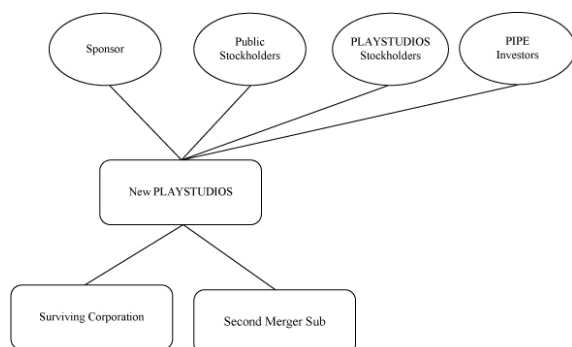 Sponsor
Public
Stockholders
PLAYSTUDIOS
Stockholders
PIPE
Investors
New PLAYSTUDIOS
Surviving Corporation
Second Merger Sub